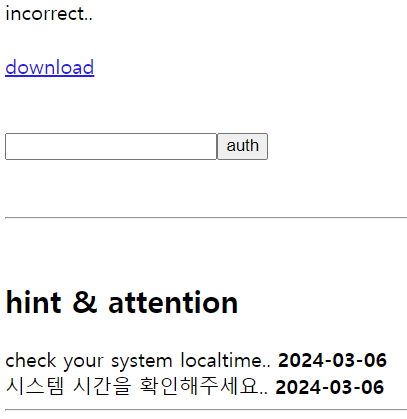 incorrect..
download
auth
hint & attention
check your system localtime.. 2024-03-06
시스템 시간을 확인해주세요.. 2024-03-06